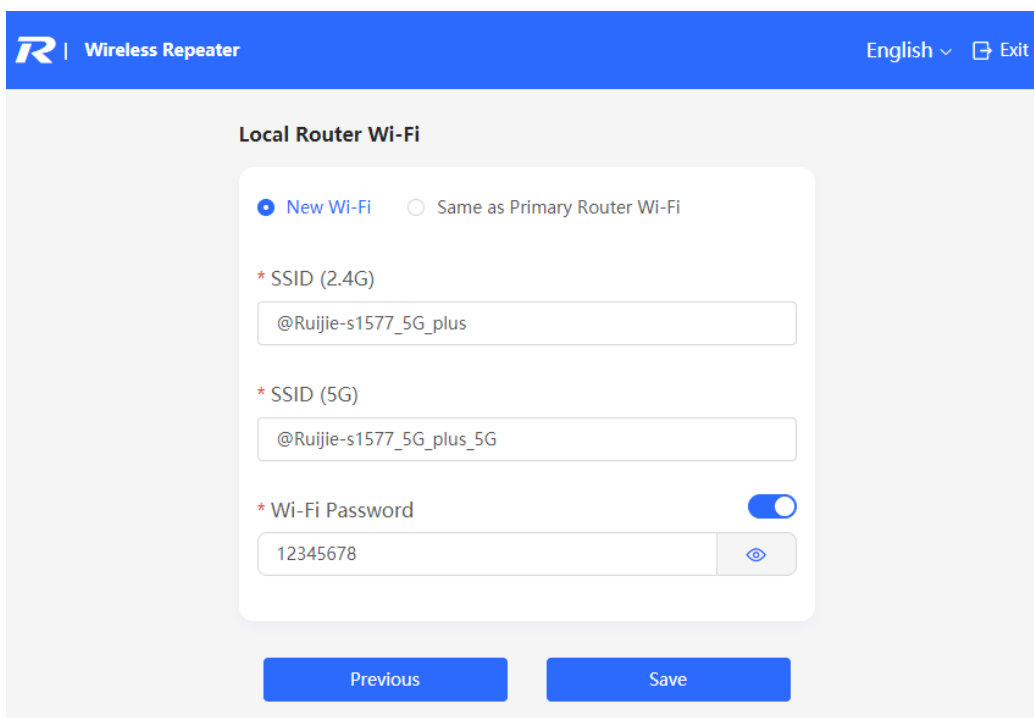 R | Wireless Repeater English Exit
Local Router Wi-Fi
New Wi-Fi Same as Primary Router Wi-Fi
* SSID (2.4G)
@Ruijie-s1577_5G_plus
* SSID (5G)
@Ruijie-s1577_5G_plus_5G
* Wi-Fi Password
12345678
Previous Save